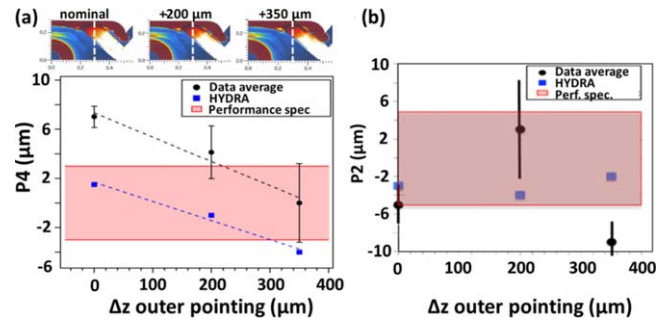 (a)
nominal
+200 μm
+350 μm
Data average
HYDRA
Performance spec
P4 (μm)
10
6
2
-2
-6
0
100
200
300
400
Δz outer pointing (μm)
(b)
Data average
HYDRA
Perf. spec.
P2 (μm)
10
6
2
-2
-6
-10
0
100
200
300
400
Δz outer pointing (μm)